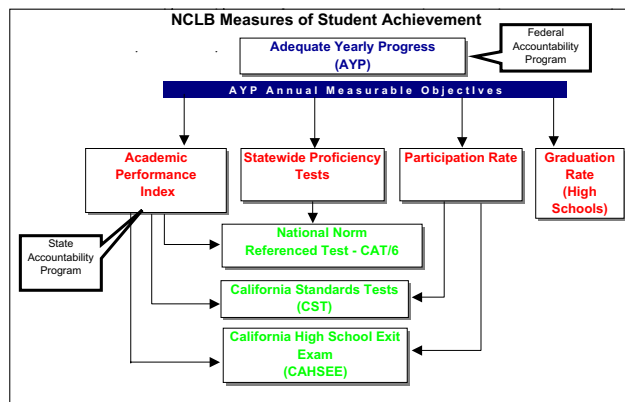 NCLB Measures of Student Achievement
Adequate Yearly Progress
(AYP)
Federal
Accountability
Program
AYP Annual Measurable ObjectIves
Academic
Performance
Index
Statewide Proficiency
Tests
Participation Rate
Graduation
Rate
(High
Schools)
State
Accountability
Program
National Norm
Referenced Test - CAT/6
California Standards Tests
(CST)
California High School Exit
Exam
(CAHSEE)